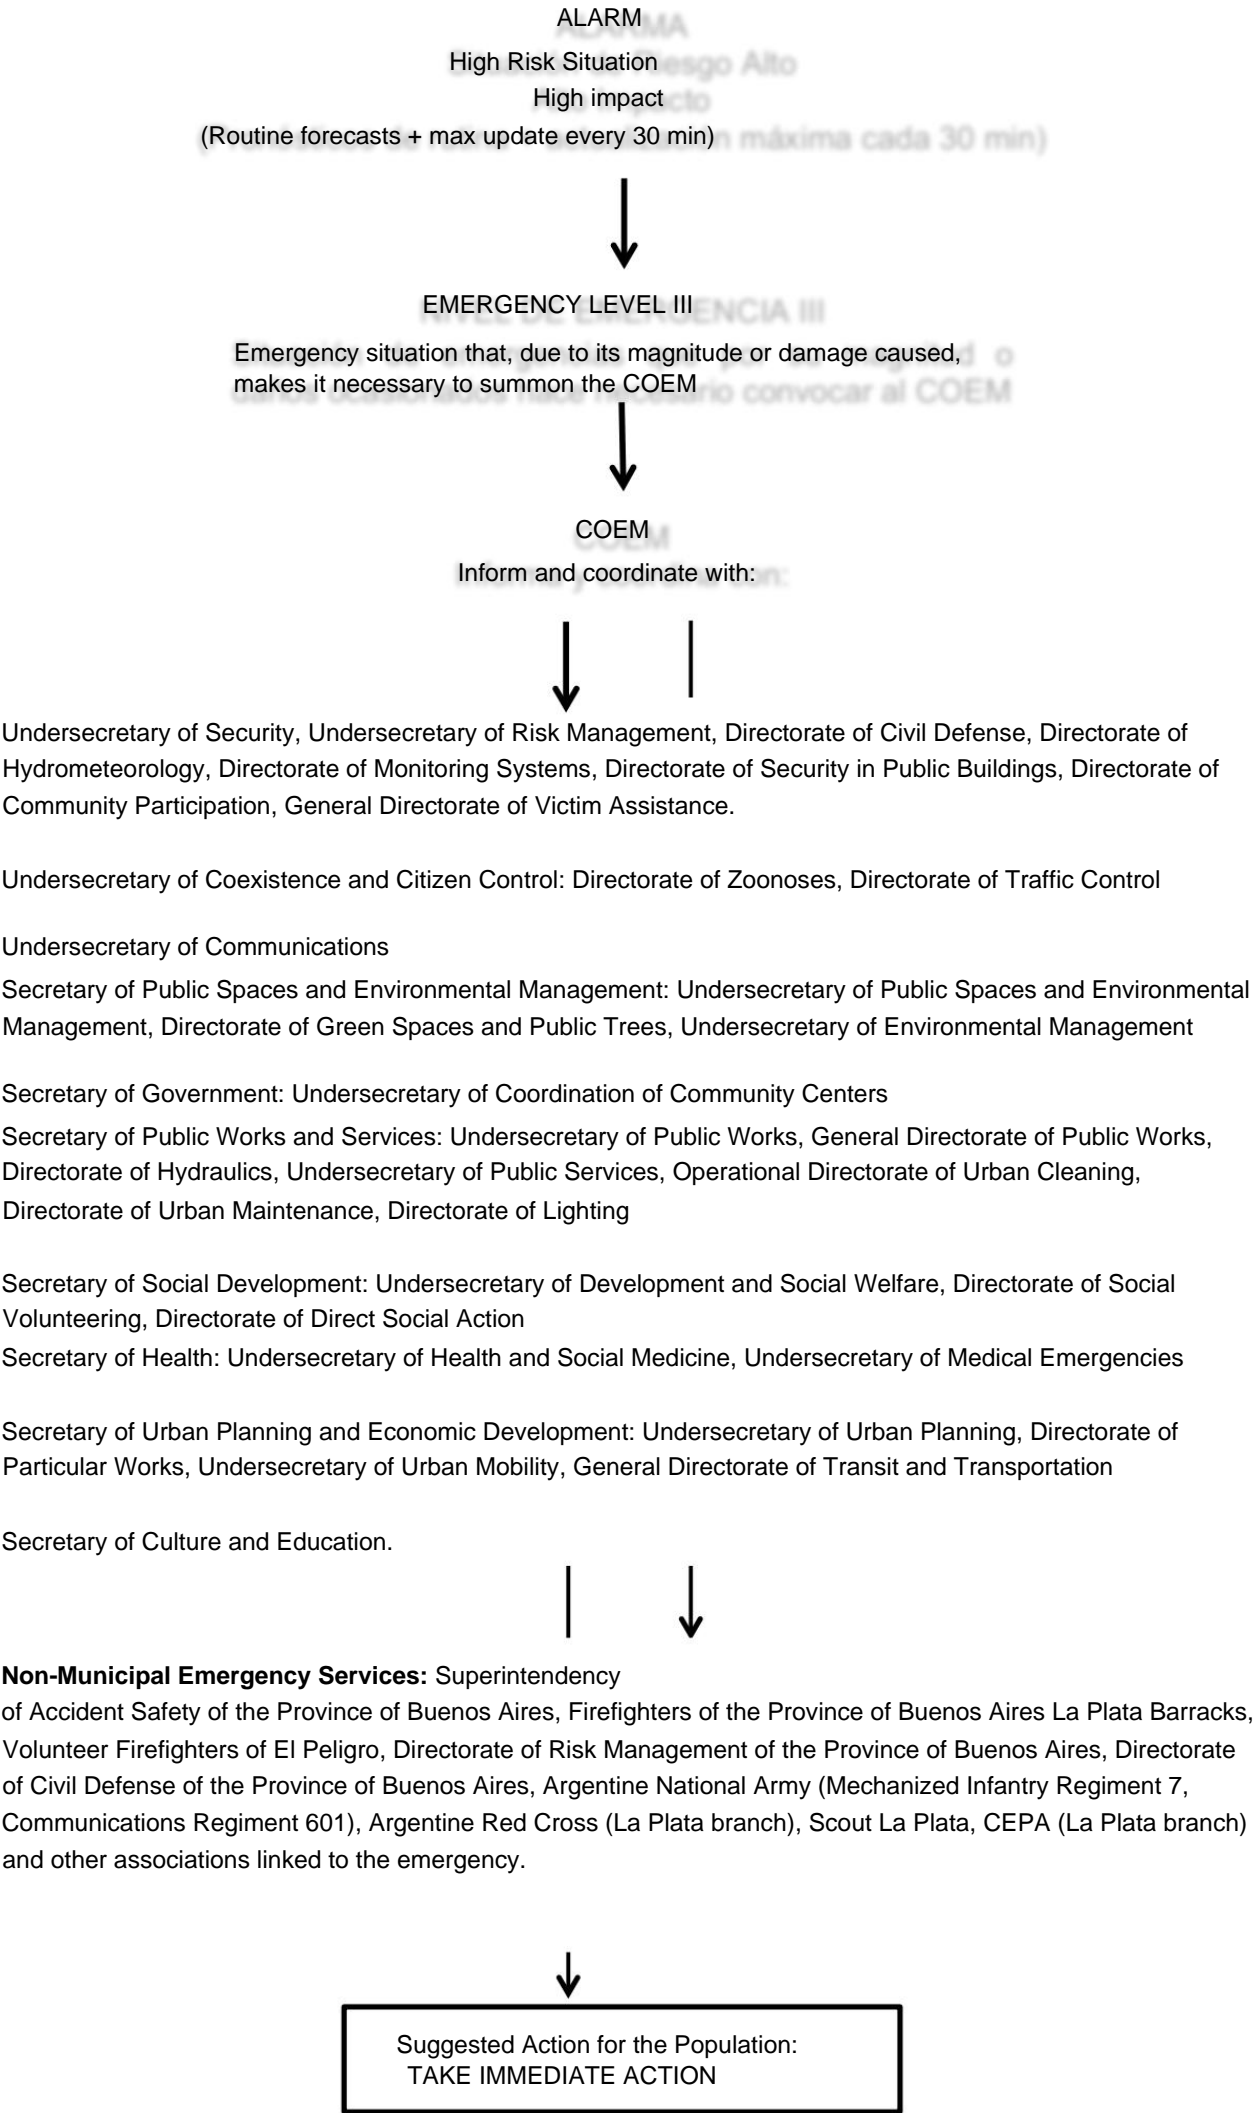 ALARM
High Risk Situation
High impact
(Routine forecasts + max update every 30 min)
EMERGENCY LEVEL III
Emergency situation that, due to its magnitude or damage caused,
makes it necessary to summon the COEM
COEM
Inform and coordinate with:
Undersecretary of Security, Undersecretary of Risk Management, Directorate of Civil Defense, Directorate of
Hydrometeorology, Directorate of Monitoring Systems, Directorate of Security in Public Buildings, Directorate of
Community Participation, General Directorate of Victim Assistance.
Undersecretary of Coexistence and Citizen Control: Directorate of Zoonoses, Directorate of Traffic Control
Undersecretary of Communications
Secretary of Public Spaces and Environmental Management: Undersecretary of Public Spaces and Environmental
Management, Directorate of Green Spaces and Public Trees, Undersecretary of Environmental Management
Secretary of Government: Undersecretary of Coordination of Community Centers
Secretary of Public Works and Services: Undersecretary of Public Works, General Directorate of Public Works,
Directorate of Hydraulics, Undersecretary of Public Services, Operational Directorate of Urban Cleaning,
Directorate of Urban Maintenance, Directorate of Lighting
Secretary of Social Development: Undersecretary of Development and Social Welfare, Directorate of Social
Volunteering, Directorate of Direct Social Action
Secretary of Health: Undersecretary of Health and Social Medicine, Undersecretary of Medical Emergencies
Secretary of Urban Planning and Economic Development: Undersecretary of Urban Planning, Directorate of
Particular Works, Undersecretary of Urban Mobility, General Directorate of Transit and Transportation
Secretary of Culture and Education.
Non-Municipal Emergency Services: Superintendency
of Accident Safety of the Province of Buenos Aires, Firefighters of the Province of Buenos Aires La Plata Barracks,
Volunteer Firefighters of El Peligro, Directorate of Risk Management of the Province of Buenos Aires, Directorate
of Civil Defense of the Province of Buenos Aires, Argentine National Army (Mechanized Infantry Regiment 7,
Communications Regiment 601), Argentine Red Cross (La Plata branch), Scout La Plata, CEPA (La Plata branch)
and other associations linked to the emergency.
Suggested Action for the Population:
TAKE IMMEDIATE ACTION